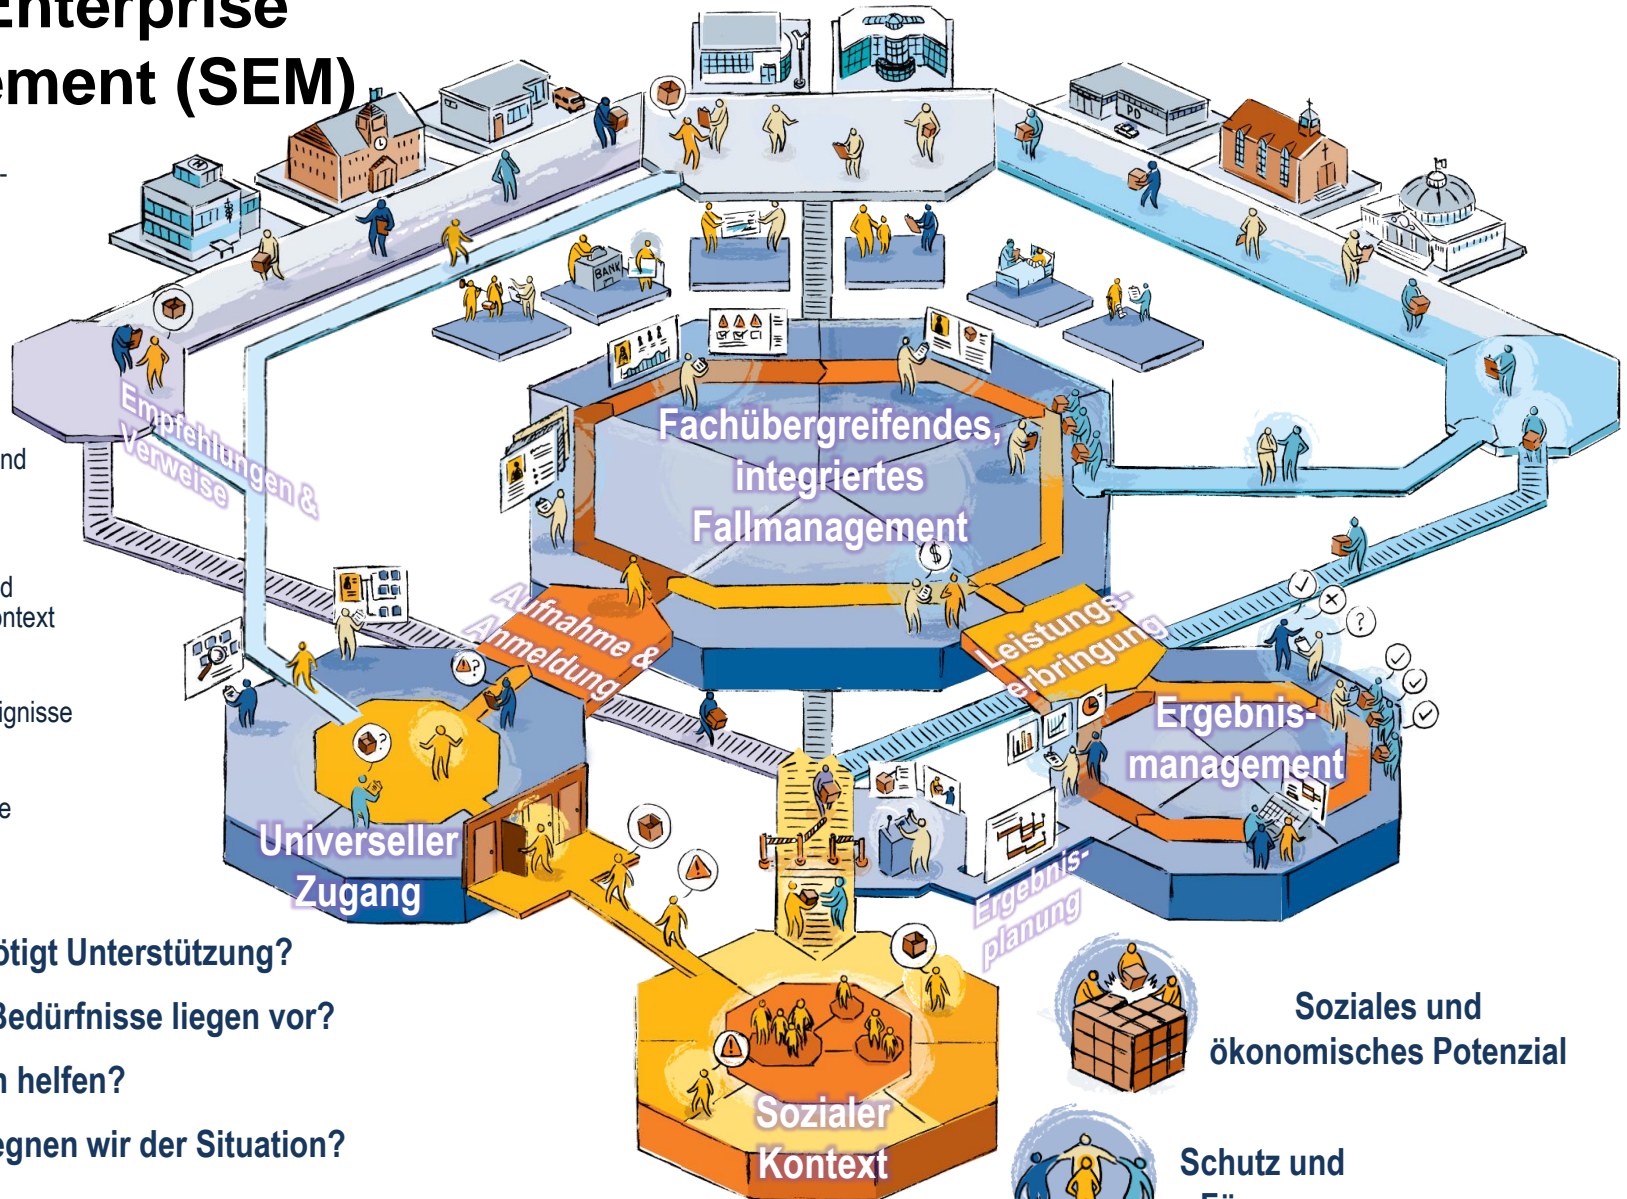 Enterprise
ement (SEM)
-
nd
d
ontext
ignisse
e
ötigt Unterstützung?
Bedürfnisse liegen vor?
n helfen?
egnen wir der Situation?
H
PD
BANK
Empfehlungen &
Verweise
Fachübergreifendes,
integriertes
Fallmanagement
$
Aufnahme &
Anmeldung
Leistungs-
erbringung
?
?
?
Universeller
Zugang
Ergebnis-
management
Ergebnis-
planung
Sozialer
Kontext
Soziales und
ökonomisches Potenzial
Schutz und